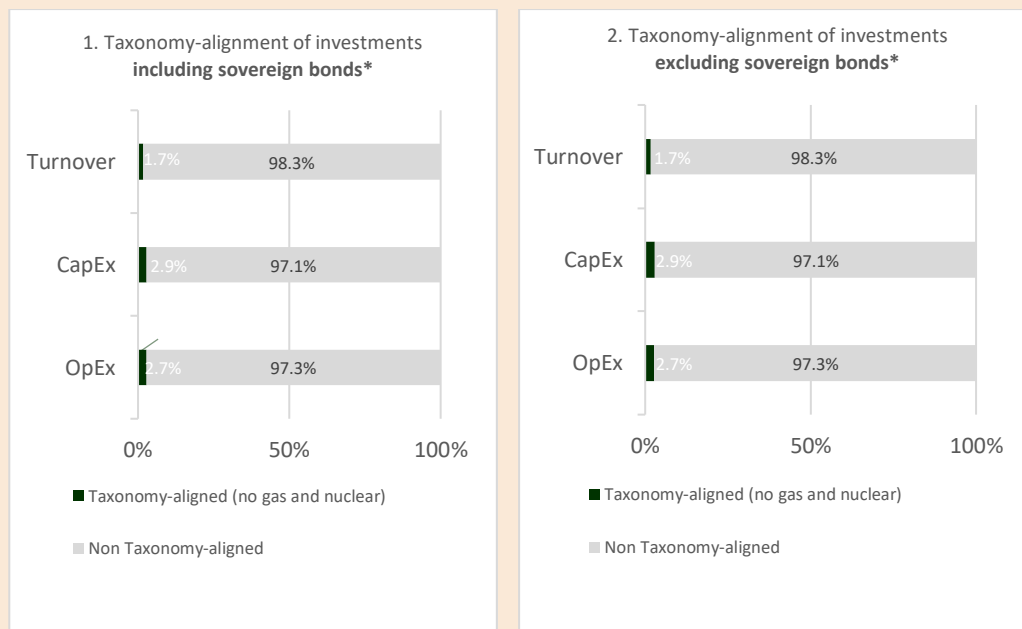 1. Taxonomy-alignment of investments
including sovereign bonds*
Turnover
1.7%
98.3%
CapEx
2.9%
97.1%
OpEx
2.7%
97.3%
0%
50%
100%
Taxonomy-aligned (no gas and nuclear)
Non Taxonomy-aligned
2. Taxonomy-alignment of investments
excluding sovereign bonds*
Turnover
1.7%
98.3%
CapEx
2.9%
97.1%
OpEx
2.7%
97.3%
0%
50%
100%
Taxonomy-aligned (no gas and nuclear)
Non Taxonomy-aligned